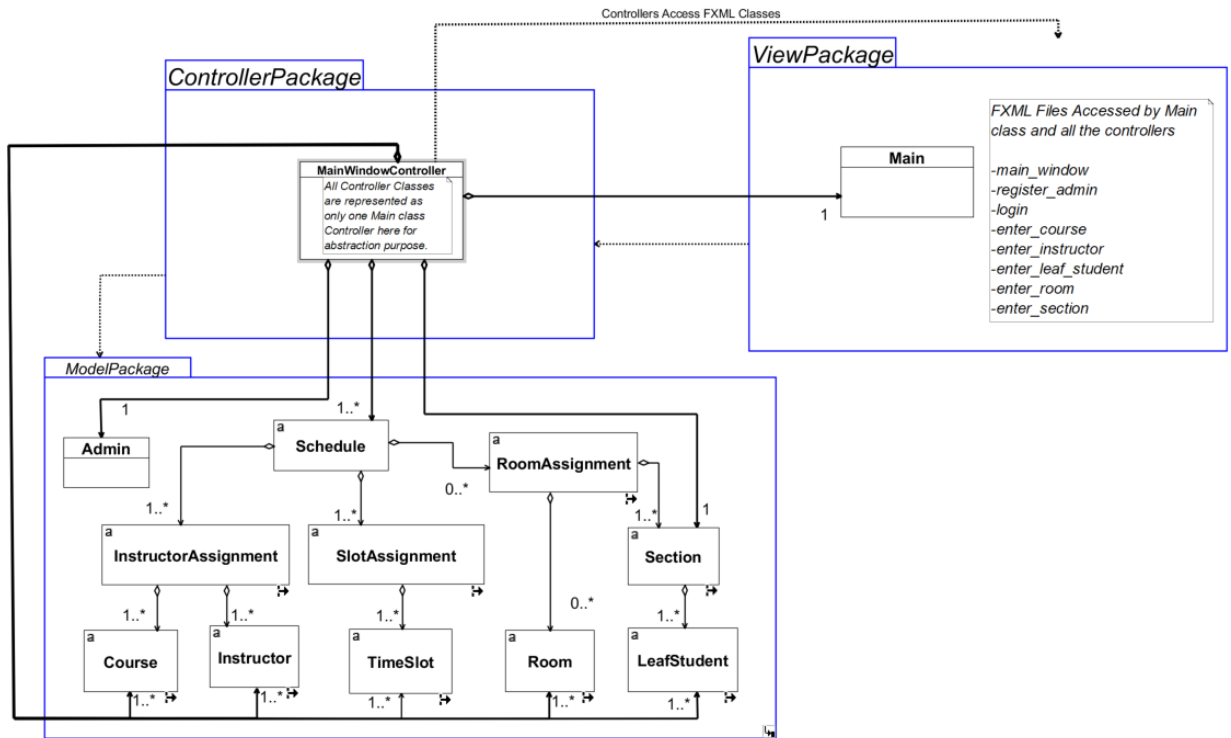 Controllers Access FXML Classes
ViewPackage
ControllerPackage
FXML Files Accessed by Main
class and all the controllers
-main_window
-register_admin
-login
-enter_course
-enter_instructor
-enter_leaf_student
-enter_room
-enter_section
Main
1
MainWindowController
All Controller Classes
are represented as
only one Main class
Controller here for
abstraction purpose.
ModelPackage
1
1..*
a
Admin
Schedule
a
RoomAssignment
1..*
1..*
0..*
1..*
1
a
InstructorAssignment
a
SlotAssignment
a
Section
1..*
1..*
1..*
0..*
1..*
a
Course
a
Instructor
a
TimeSlot
a
Room
a
LeafStudent
1..*
1..*
1..*
1..*
1..*